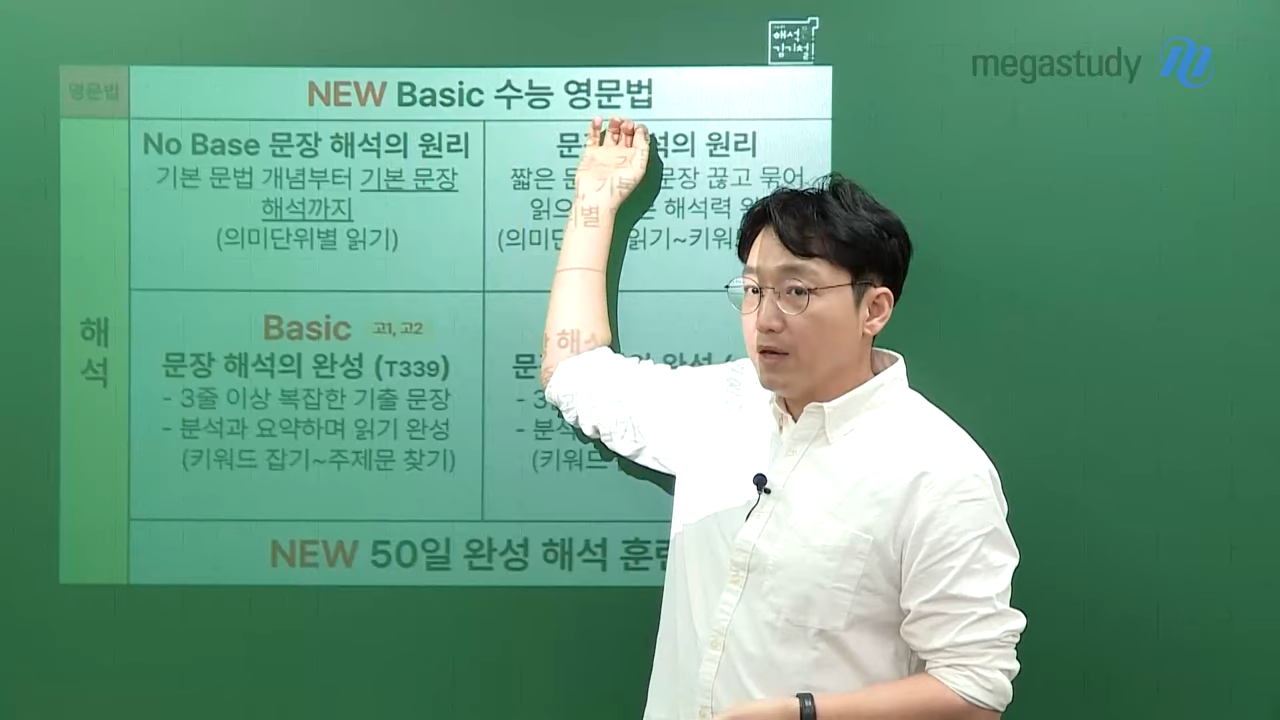 해석
김기철
megastudy
영문법
NEW Basic 수능 영문법
No Base 문장 해석의 원리
기본 문법 개념부터 기본 문장
해석까지
(의미단위별 읽기)
석의 원리
짧은 문장 끊고 묶어
해석력
읽기~키워
해석
Basic 고1, 고2
문장 해석의 완성 (T339)
- 3줄 이상 복잡한 기출 문장
- 분석과 요약하며 읽기 완성
(키워드 잡기~주제문 찾기)
해석
완성
- 분석
(키워드
NEW 50일 완성 해석 훈련